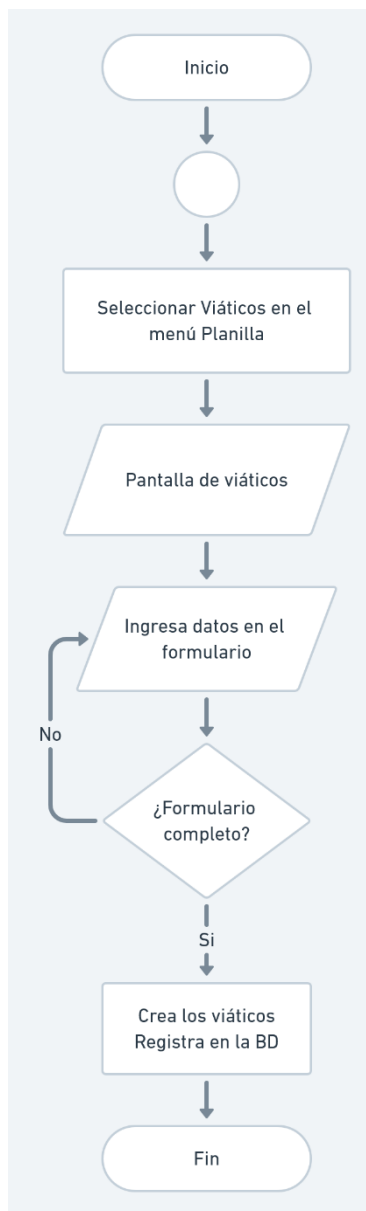 Inicio
Seleccionar Viáticos en el
menú Planilla
Pantalla de viáticos
Ingresa datos en el
formulario
No
¿Formulario
completo?
Si
Crea los viáticos
Registra en la BD
Fin